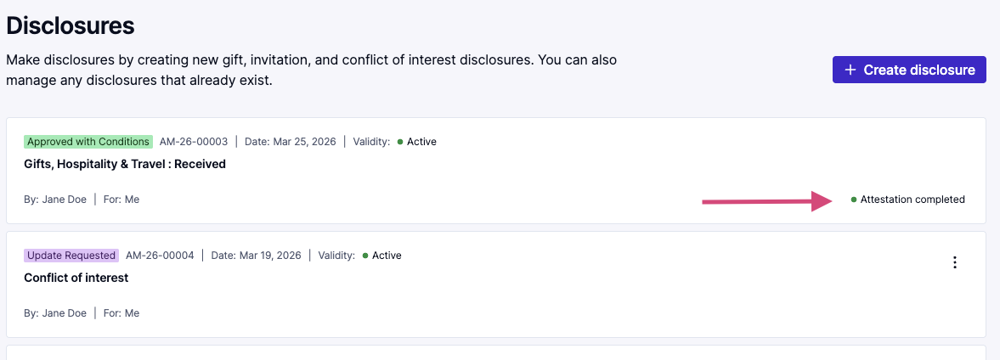 Disclosures
Make disclosures by creating new gift, invitation, and conflict of interest disclosures. You can also
manage any disclosures that already exist.
+ Create disclosure
Approved with Conditions AM-26-00003 | Date: Mar 25, 2026 | Validity: Active
Gifts, Hospitality & Travel : Received
By: Jane Doe | For: Me
Attestation completed
Update Requested AM-26-00004 | Date: Mar 19, 2026 | Validity: Active
Conflict of interest
By: Jane Doe | For: Me